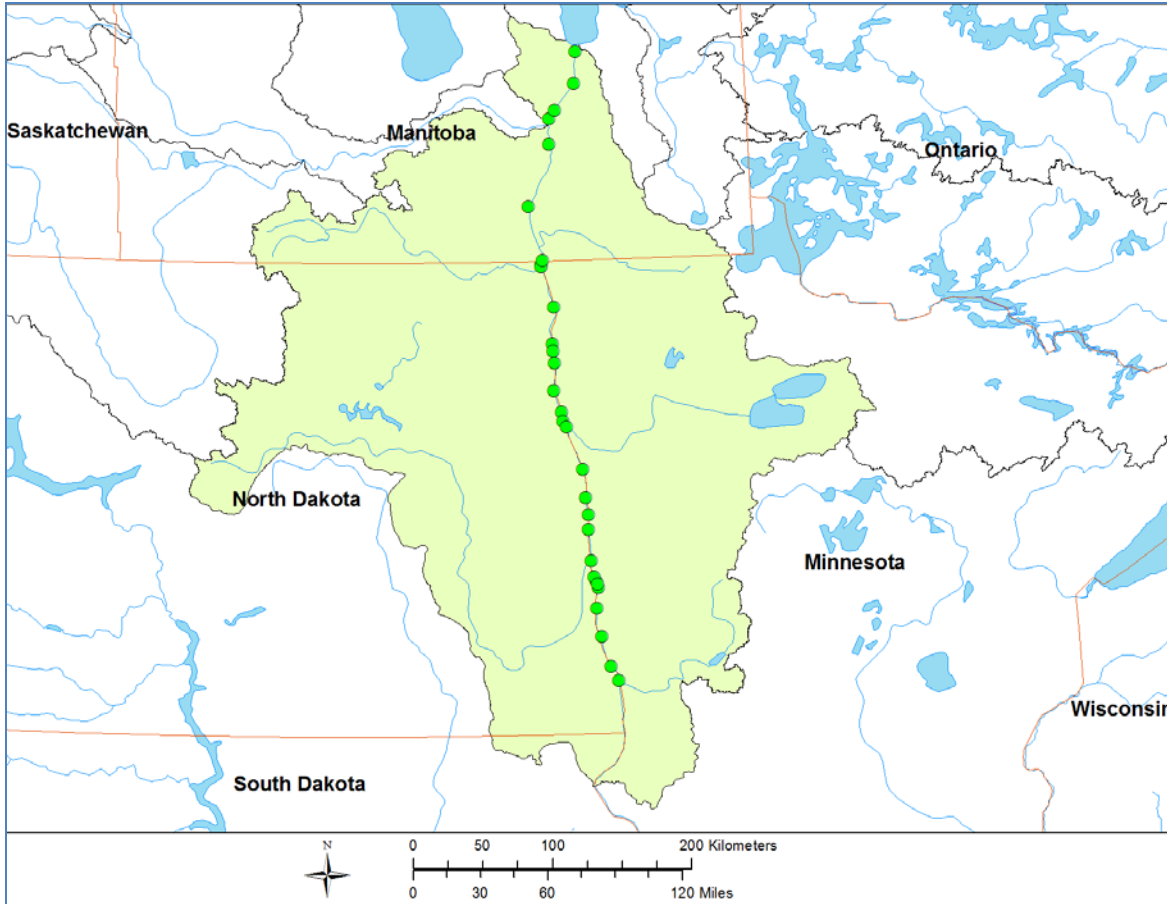 Saskatchewan
Manitoba
Ontario
North Dakota
Minnesota
Wisconsin
South Dakota
N
0 50 100 200 Kilometers
0 30 60 120 Miles